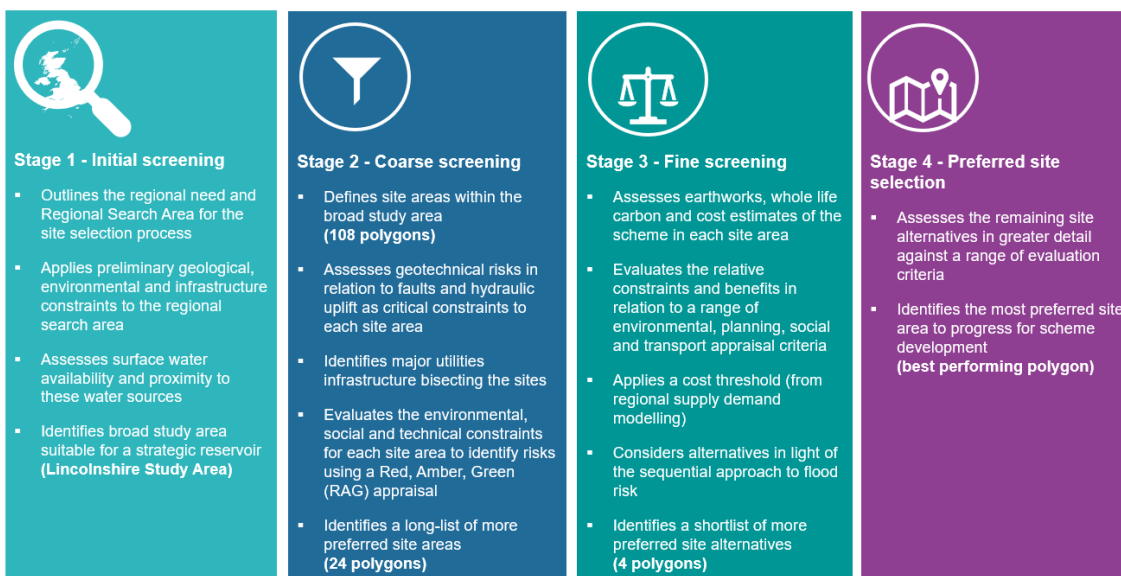 Stage 1 - Initial screening
▪ Outlines the regional need and
Regional Search Area for the
site selection process
▪ Applies preliminary geological,
environmental and infrastructure
constraints to the regional
search area
▪ Assesses surface water
availability and proximity to
these water sources
▪ Identifies broad study area
suitable for a strategic reservoir
(Lincolnshire Study Area)
Stage 2 - Coarse screening
▪ Defines site areas within the
broad study area
(108 polygons)
▪ Assesses geotechnical risks in
relation to faults and hydraulic
uplift as critical constraints to
each site area
▪ Identifies major utilities
infrastructure bisecting the sites
▪ Evaluates the environmental,
social and technical constraints
for each site area to identify risks
using a Red, Amber, Green
(RAG) appraisal
▪ Identifies a long-list of more
preferred site areas
(24 polygons)
Stage 3 - Fine screening
▪ Assesses earthworks, whole life
carbon and cost estimates of the
scheme in each site area
▪ Evaluates the relative
constraints and benefits in
relation to a range of
environmental, planning, social
and transport appraisal criteria
▪ Applies a cost threshold (from
regional supply demand
modelling)
▪ Considers alternatives in light of
the sequential approach to flood
risk
▪ Identifies a shortlist of more
preferred site alternatives
(4 polygons)
Stage 4 - Preferred site
selection
▪ Assesses the remaining site
alternatives in greater detail
against a range of evaluation
criteria
▪ Identifies the most preferred site
area to progress for scheme
development
(best performing polygon)